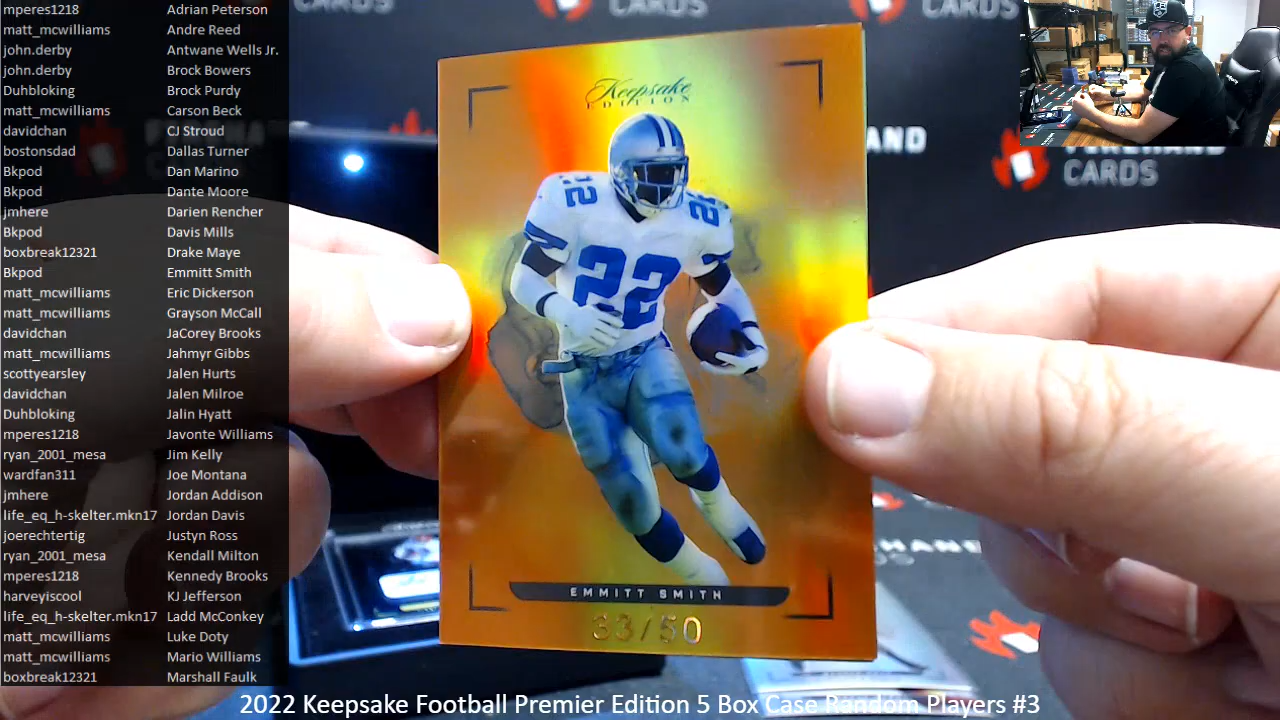 mperes1218 Adrian Peterson
matt_mcwilliams Andre Reed
john.derby Antwane Wells Jr.
john.derby Brock Bowers
Duhbloking Brock Purdy
matt_mcwilliams Carson Beck
davidchan CJ Stroud
bostonsdad Dallas Turner
Bkpod Dan Marino
Bkpod Dante Moore
jmhere Darien Rencher
Bkpod Davis Mills
boxbreak12321 Drake Maye
Bkpod Emmitt Smith
matt_mcwilliams Eric Dickerson
matt_mcwilliams Grayson McCall
davidchan JaCorey Brooks
matt_mcwilliams Jahmyr Gibbs
scottyearsley Jalen Hurts
davidchan Jalen Milroe
Duhbloking Jalin Hyatt
mperes1218 Javonte Williams
ryan_2001_mesa Jim Kelly
wardfan311 Joe Montana
jmhere Jordan Addison
life_eq_h-skelter.mkn17 Jordan Davis
joerechtertig Justyn Ross
ryan_2001_mesa Kendall Milton
mperes1218 Kennedy Brooks
harveyiscool KJ Jefferson
life_eq_h-skelter.mkn17 Ladd McConkey
matt_mcwilliams Luke Doty
matt_mcwilliams Mario Williams
boxbreak12321 Marshall Faulk
CARDS
CARDS
CARDS
Keepsake
EDITION
22
22
22
EMMITT SMITH
33/50
AND
CARDS
2022 Keepsake Football Premier Edition 5 Box Case Random Players #3